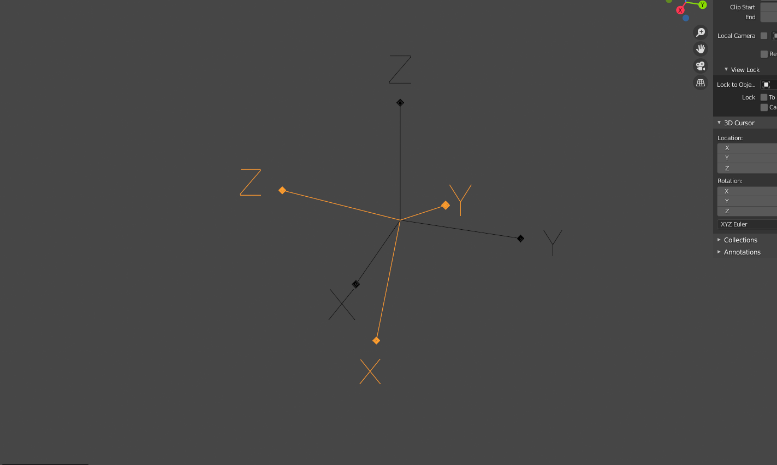 Y
X
Clip Start
End
Local Camera
View Lock
Lock to Obje...
Lock
To
3D Cursor
Location:
X
Y
Z
Rotation:
X
Y
Z
XYZ Euler
Collections
Annotations
Z
Z
Y
Y
X
X